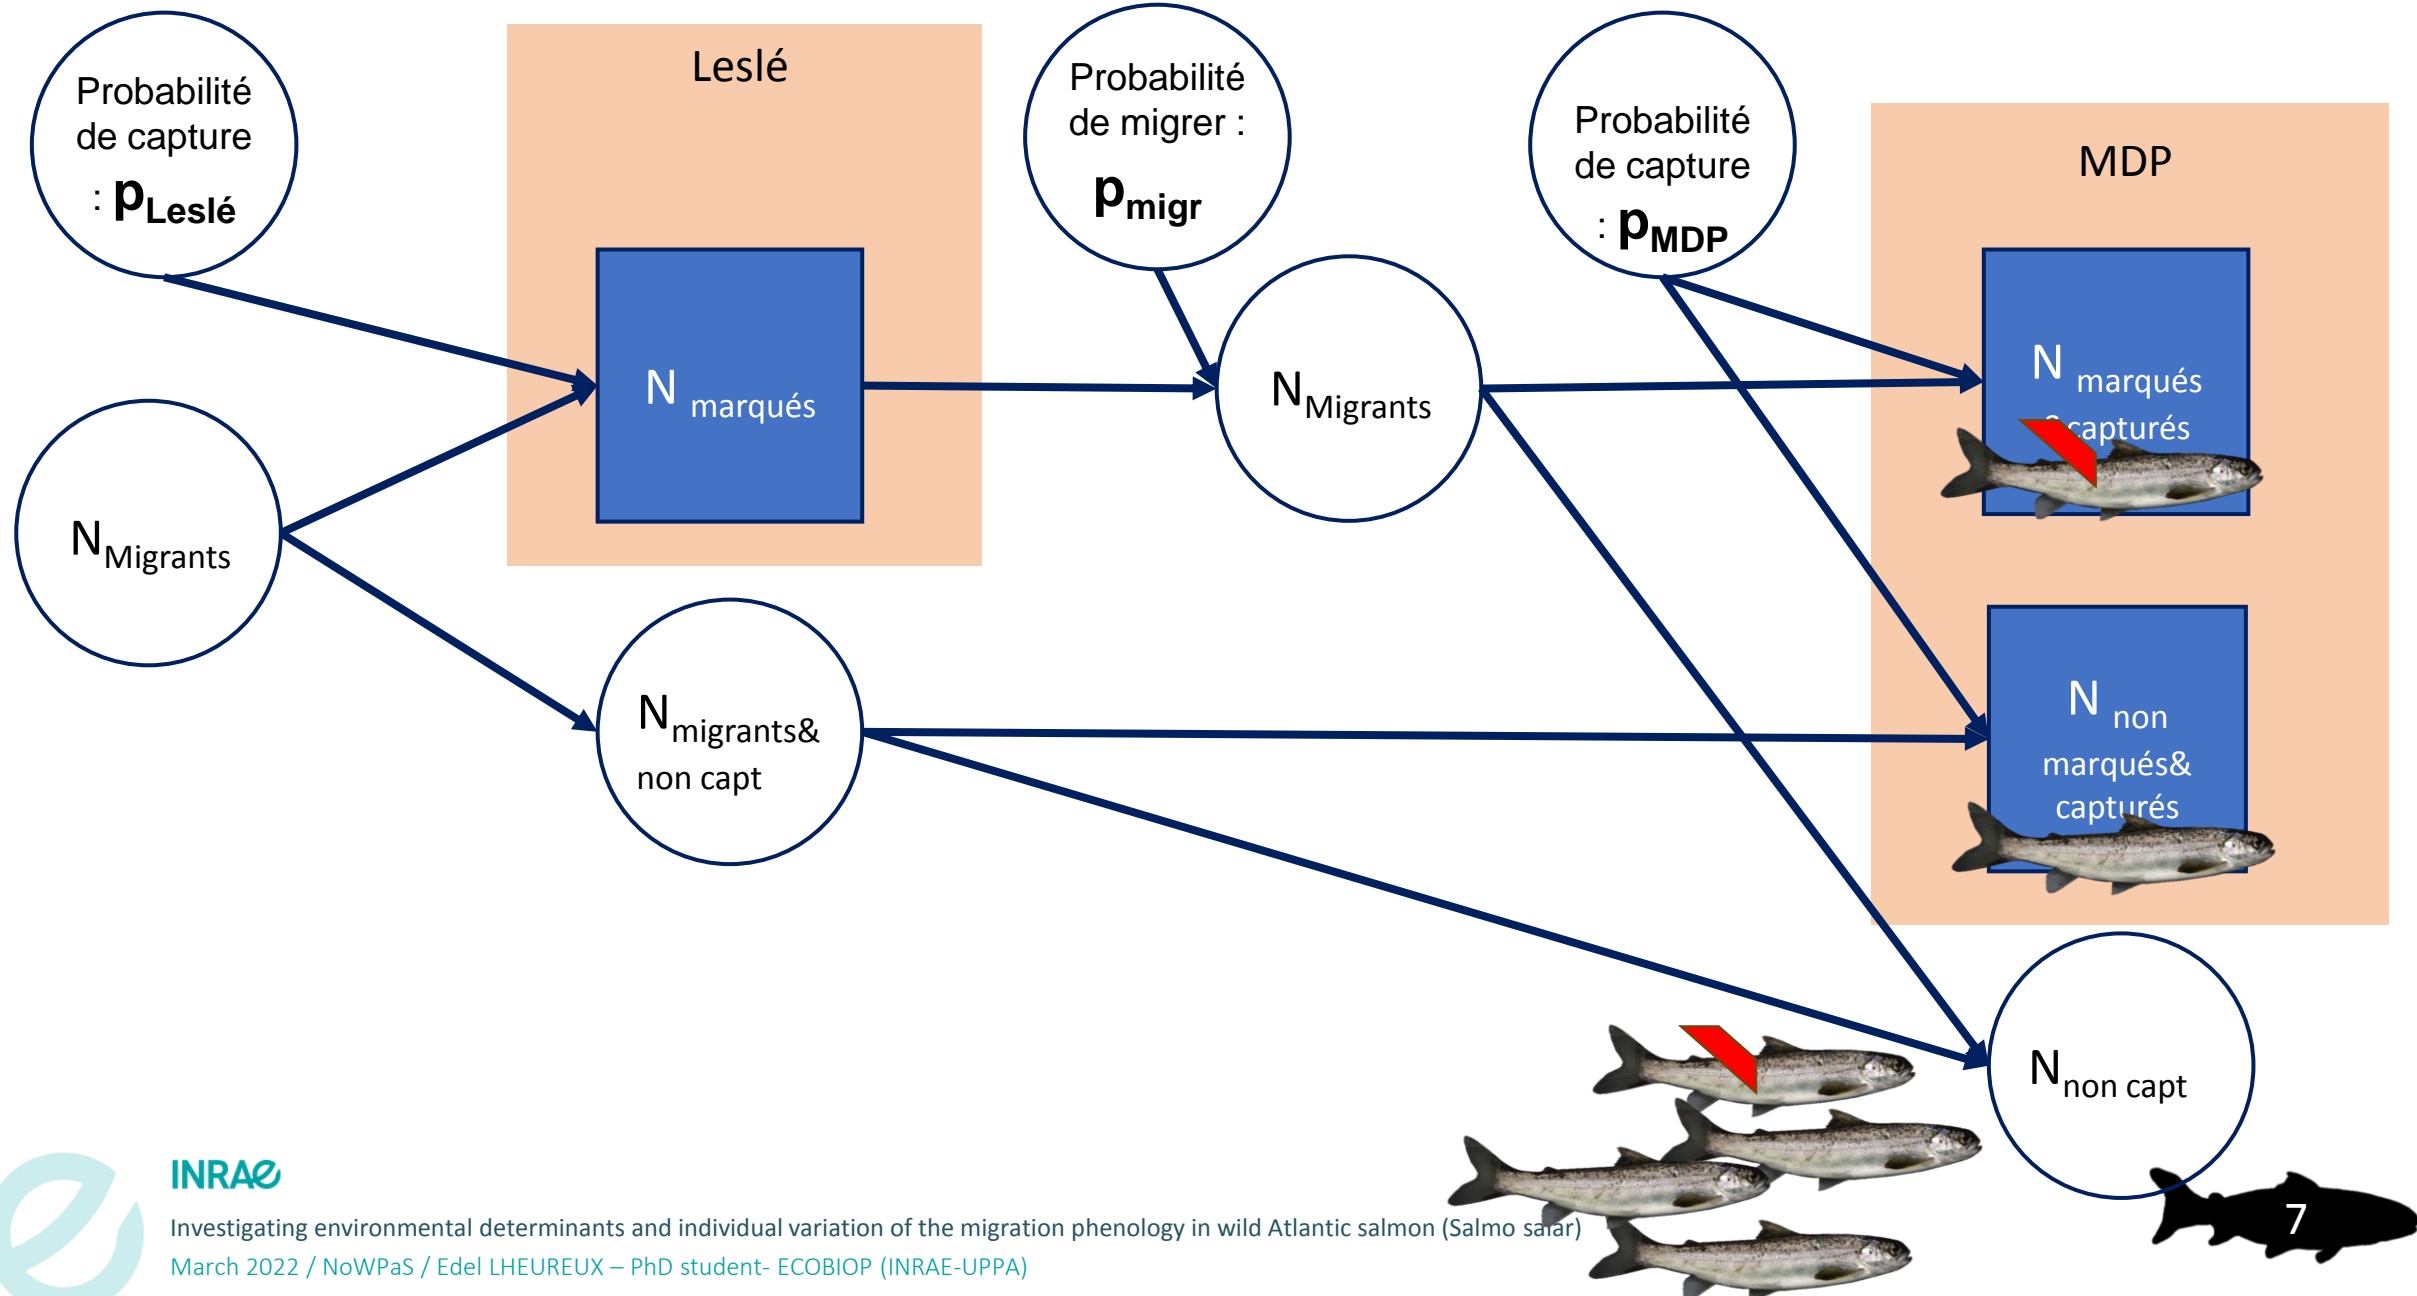 Probabilité
de capture
: pLeslé
Leslé
Probabilité
de migrer :
pmigr
Probabilité
de capture
: pMDP
MDP
N marqués
NMigrants
N marqués
capturés
NMigrants
Nmigrants&
non capt
N non
marqués&
capturés
Nnon capt
INRAE
Investigating environmental determinants and individual variation of the migration phenology in wild Atlantic salmon (Salmo salar)
March 2022 / NoWPaS / Edel LHEUREUX – PhD student- ECOBIOP (INRAE-UPPA)
7